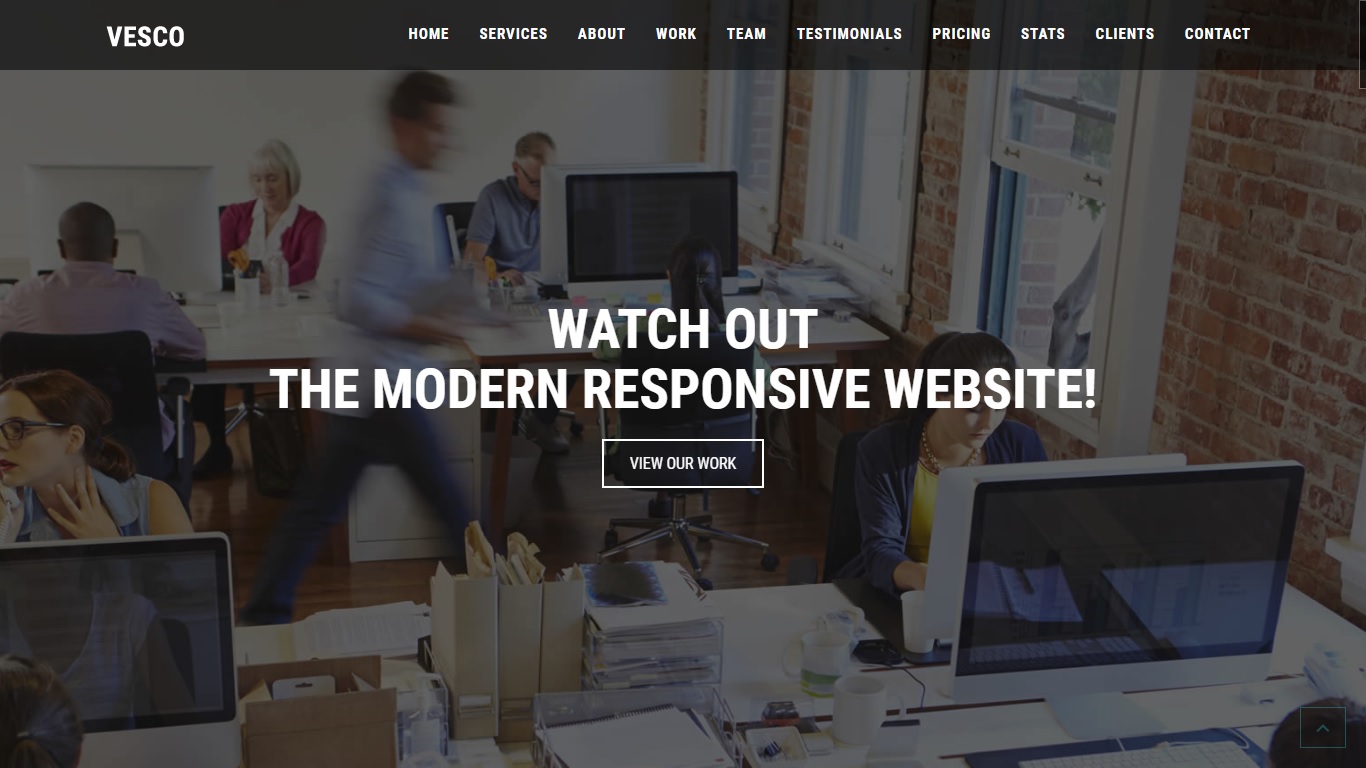 VESCO
HOME SERVICES ABOUT WORK TEAM TESTIMONIALS PRICING STATS CLIENTS CONTACT
WATCH OUT
THE MODERN RESPONSIVE WEBSITE!
VIEW OUR WORK